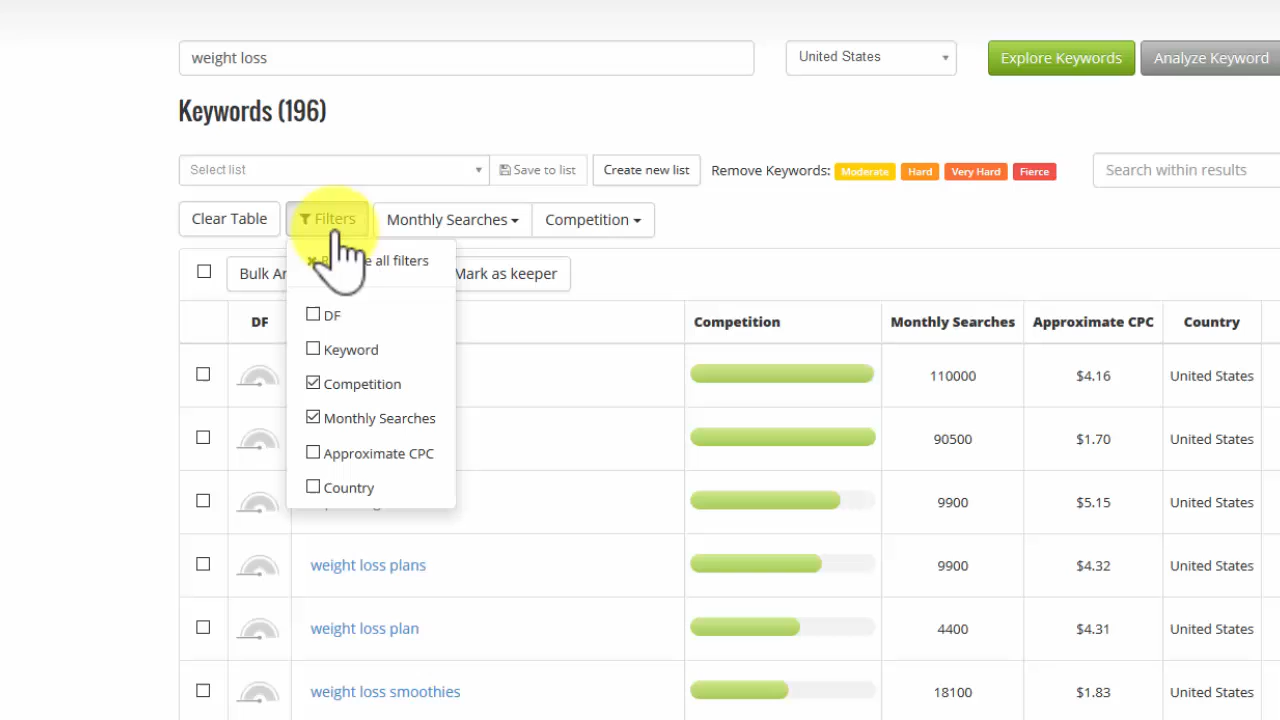 weight loss
United States
Explore Keywords
Analyze Keyword
Keywords (196)
Select list
Save to list
Create new list
Remove Keywords:
Moderate
Hard
Very Hard
Fierce
Search within results
Clear Table
Filters
Monthly Searches
Competition
all filters
Bulk
Mark as keeper
DF
Keyword
Competition
Monthly Searches
Approximate CPC
Country
DF
Competition
Monthly Searches
Approximate CPC
Country
110000
$4.16
United States
90500
$1.70
United States
9900
$5.15
United States
weight loss plans
9900
$4.32
United States
weight loss plan
4400
$4.31
United States
weight loss smoothies
18100
$1.83
United States